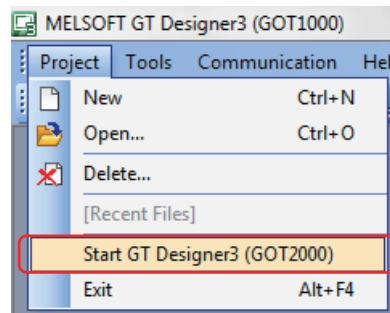 MELSOFT GT Designer3 (GOT1000)
Project Tools Communication Hel
New Ctrl+N
Open... Ctrl+O
Delete...
[Recent Files]
Start GT Designer3 (GOT2000)
Exit Alt+F4